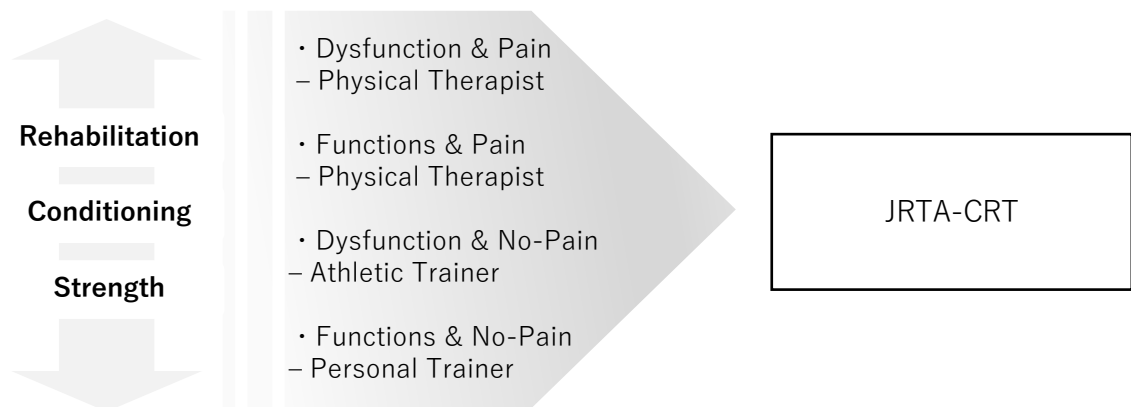 Rehabilitation
Conditioning
Strength
・Dysfunction & Pain
– Physical Therapist
・Functions & Pain
– Physical Therapist
・Dysfunction & No-Pain
– Athletic Trainer
・Functions & No-Pain
– Personal Trainer
JRTA-CRT